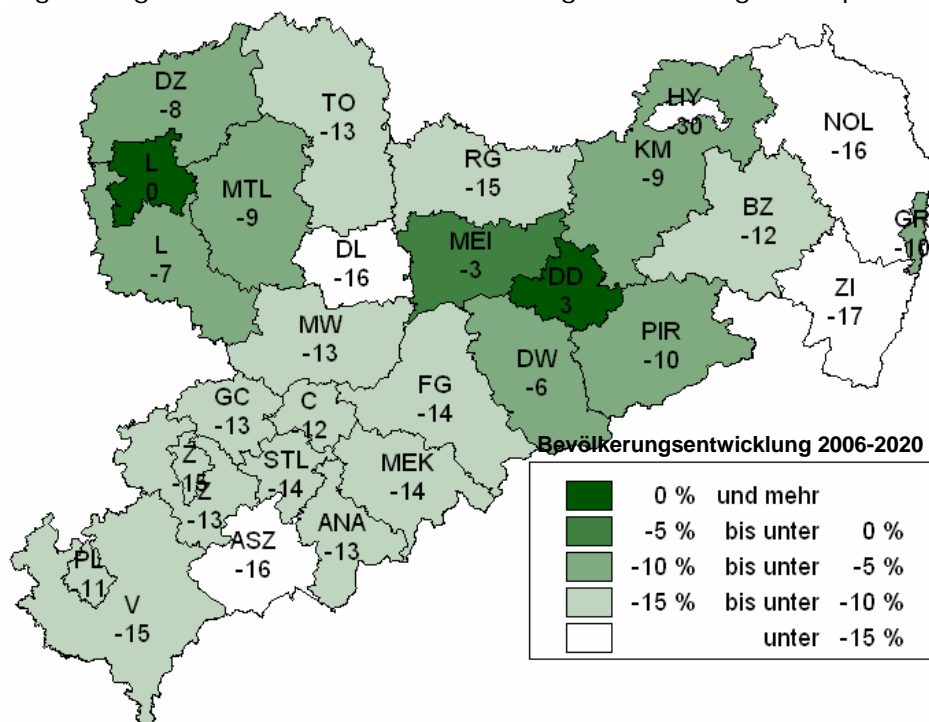 DZ
-8
TO
-13
HY
-30
NOL
-16
L
0
MTL
-9
RG
-15
KM
-9
BZ
-12
GR
-10
L
-7
DL
-16
MEI
-3
DD
3
ZI
-17
MW
-13
DW
-6
PIR
-10
GC
-13
C
-12
FG
-14
Z
-15
Z
-13
STL
-14
MEK
-14
ASZ
-16
ANA
-13
PL
-11
V
-15
Bevölkerungsentwicklung 2006-2020
0 % und mehr
-5 % bis unter 0 %
-10 % bis unter -5 %
-15 % bis unter -10 %
unter -15 %